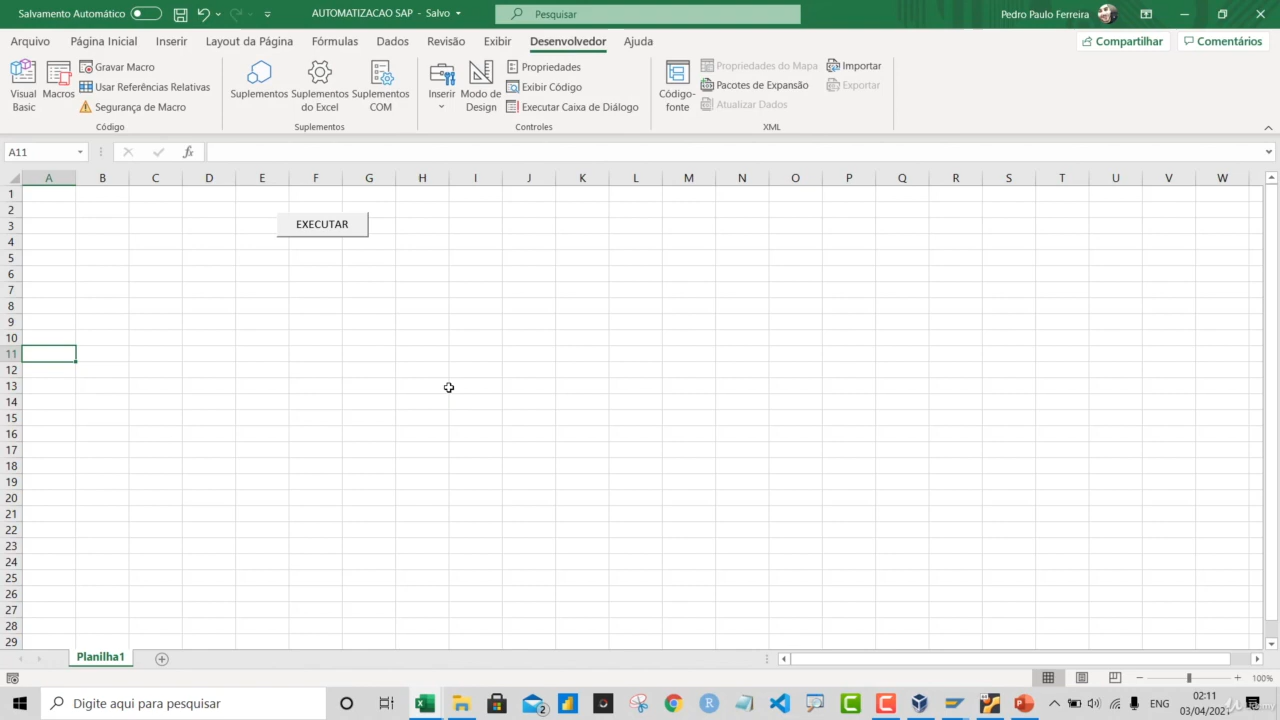 Salvamento Automático
AUTOMATIZACAO SAP - Salvo
Pesquisar
Pedro Paulo Ferreira
Arquivo
Página Inicial
Inserir
Layout da Página
Fórmulas
Dados
Revisão
Exibir
Desenvolvedor
Ajuda
Compartilhar
Comentários
Visual
Basic
Macros
Gravar Macro
Usar Referências Relativas
Segurança de Macro
Código
Suplementos
Suplementos
do Excel
Suplementos
COM
Suplementos
Inserir
Modo de
Design
Propriedades
Exibir Código
Executar Caixa de Diálogo
Controles
Código-
fonte
Propriedades do Mapa
Pacotes de Expansão
Atualizar Dados
Importar
Exportar
XML
A11
fx
A B C D E F G H I J K L M N O P Q R S T U V W
1
2
3
EXECUTAR
4
5
6
7
8
9
10
11
12
13
14
15
16
17
18
19
20
21
22
23
24
25
26
27
28
29
Planilha1
100%
Digite aqui para pesquisar
2
R
ENG
02:11
03/04/2021
Udemy